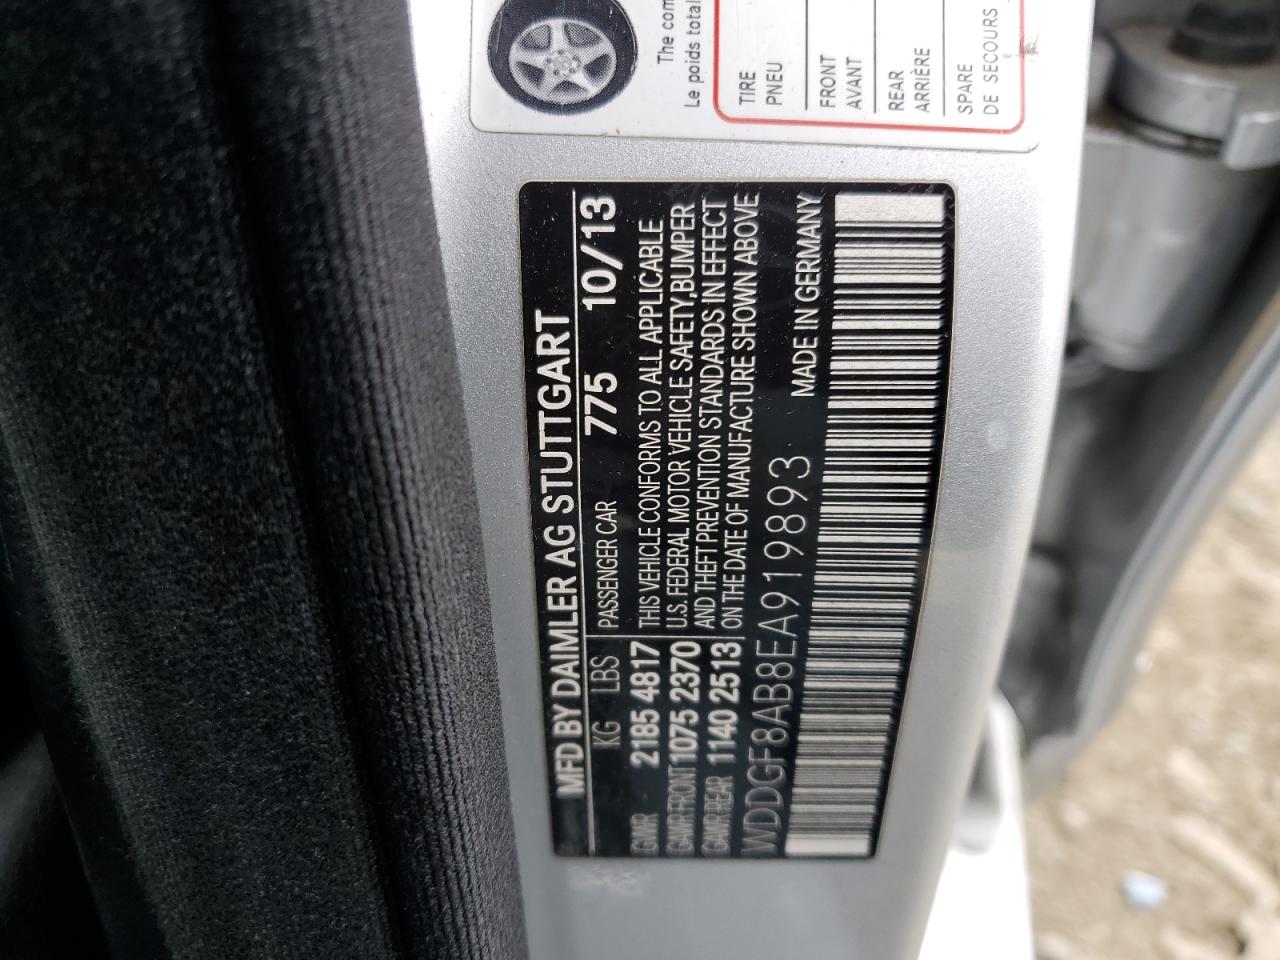 The com
Le poids total
TIRE
PNEU
FRONT
AVANT
REAR
ARRIÈRE
SPARE
DE SECOURS
MFD BY DAIMLER AG STUTTGART
KG LBS PASSENGER CAR 775 10/13
GVWR 2185 4817
GAWR FRONT 1075 2370
GAWR REAR 1140 2513
THIS VEHICLE CONFORMS TO ALL APPLICABLE
U.S. FEDERAL MOTOR VEHICLE SAFETY, BUMPER
AND THEFT PREVENTION STANDARDS IN EFFECT
ON THE DATE OF MANUFACTURE SHOWN ABOVE
WDDGF8AB8EA919893 MADE IN GERMANY